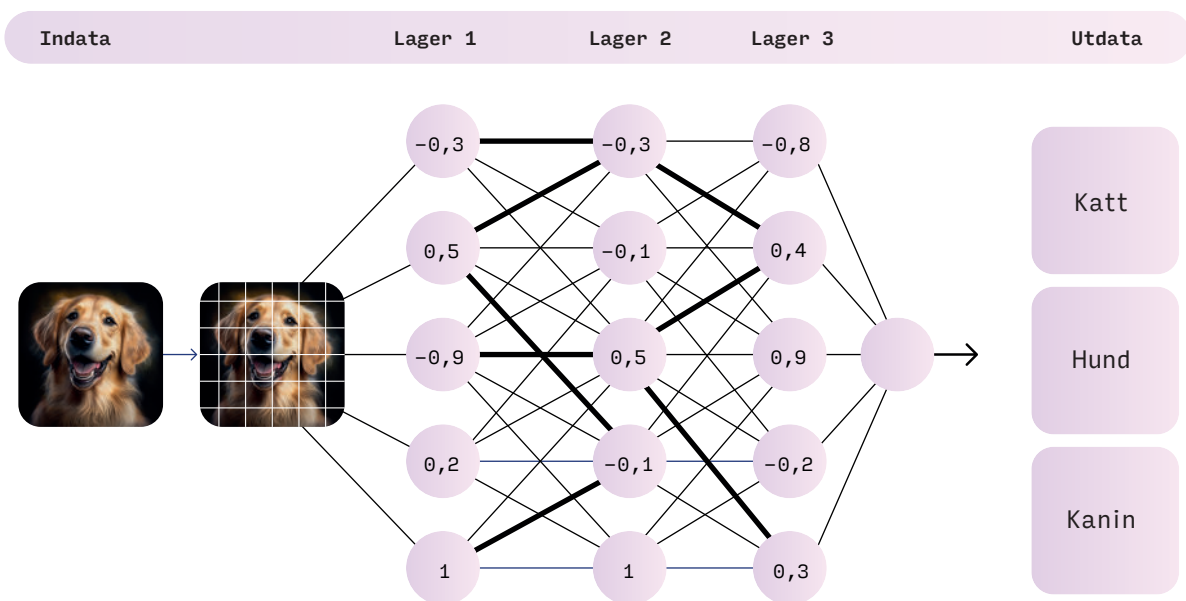 Indata Lager 1 Lager 2 Lager 3 Utdata
−0,3 −0,3 −0,8
Katt
0,5 −0,1 0,4
−0,9 0,5 0,9
Hund
0,2 −0,1 −0,2
Kanin
1 1 0,3